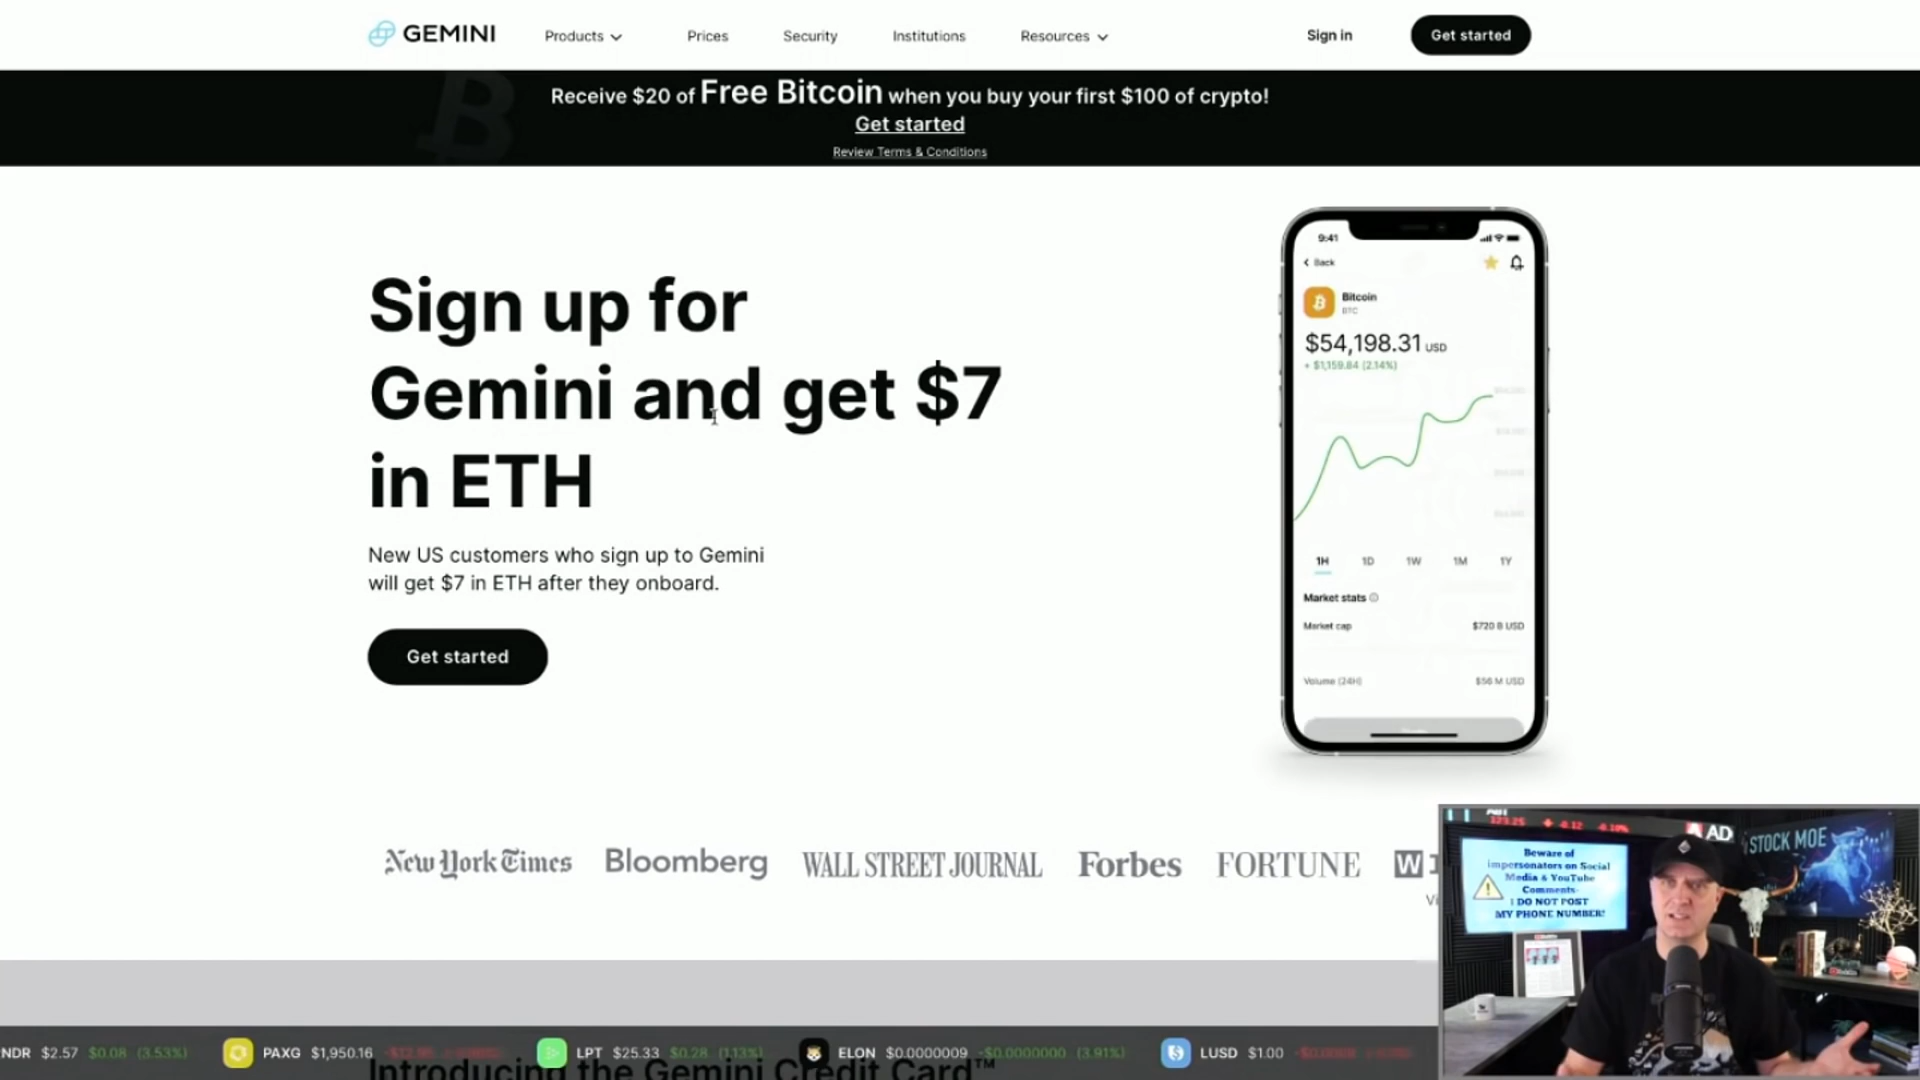 GEMINI
Products
Prices
Security
Institutions
Resources
Sign in
Get started
Receive $20 of Free Bitcoin when you buy your first $100 of crypto!
Get started
Review Terms & Conditions
Sign up for
Gemini and get $7
in ETH
New US customers who sign up to Gemini
will get $7 in ETH after they onboard.
Get started
9:41
Back
Bitcoin
BTC
$54,198.31 USD
+ $1,159.84 (2.14%)
1H 1D 1W 1M 1Y
Market stats
Market cap $720 B USD
Volume (24H) $56 M USD
New York Times
Bloomberg
WALL STREET JOURNAL
Forbes
FORTUNE
AD
STOCK MOE
Beware of
impersonators on Social
Media & YouTube
Comments-
I DO NOT POST
MY PHONE NUMBER!
NDR $2.57 $0.08 (3.53%)
PAXG $1,950.16
LPT $25.33 $0.28 (1.13%)
ELON $0.0000009 -$0.0000000 (3.91%)
LUSD $1.00
Introducing the Gemini Credit Card™